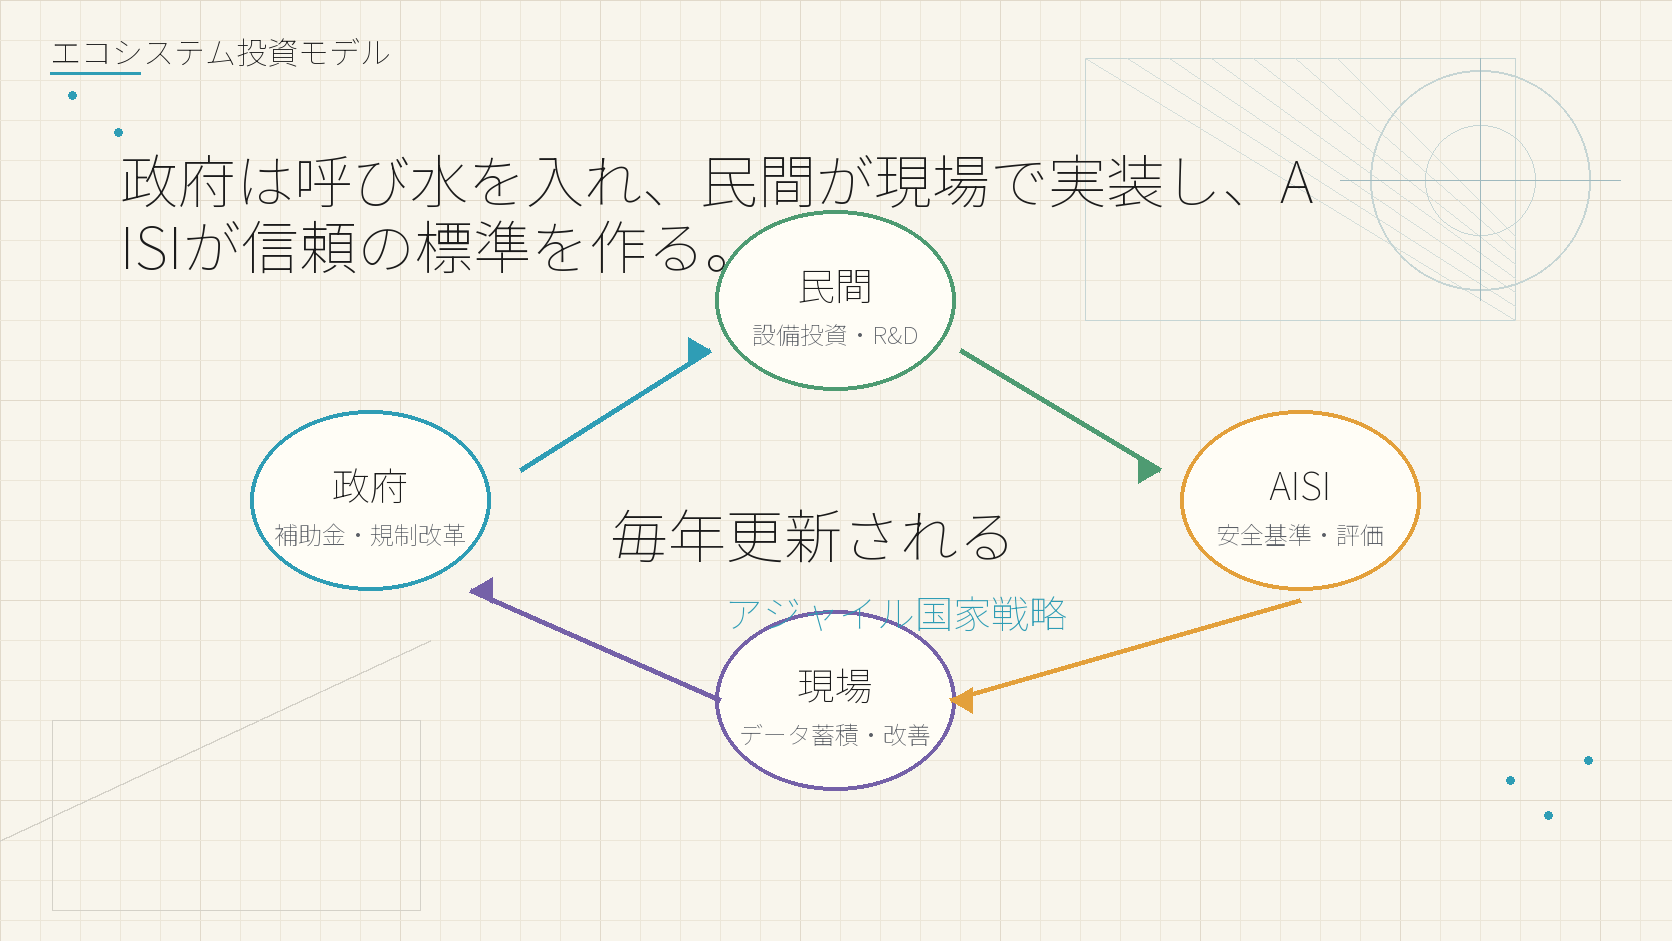 エコシステム投資モデル
政府は呼び水を入れ、民間が現場で実装し、A
ISIが信頼の標準を作る。
民間
設備投資・R&D
政府
補助金・規制改革
AISI
安全基準・評価
毎年更新される
アジャイル国家戦略
現場
データ蓄積・改善